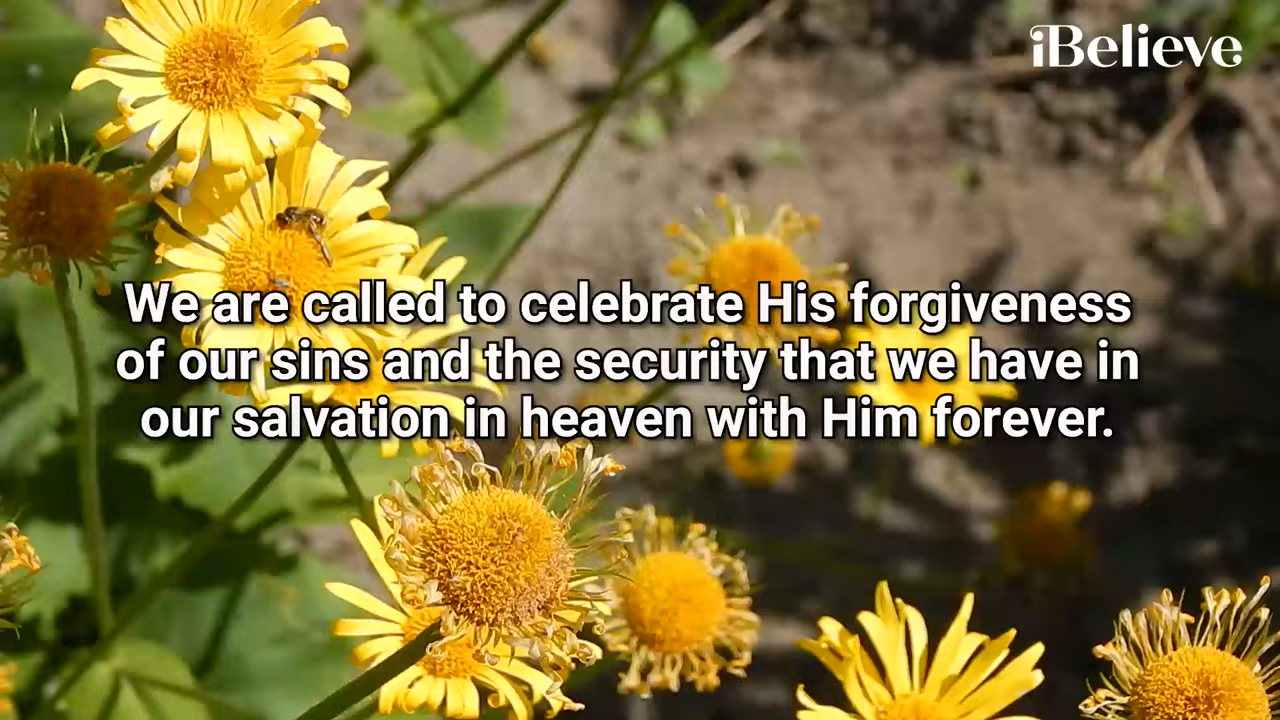 iBelieve
We are called to celebrate His forgiveness
of our sins and the security that we have in
our salvation in heaven with Him forever.